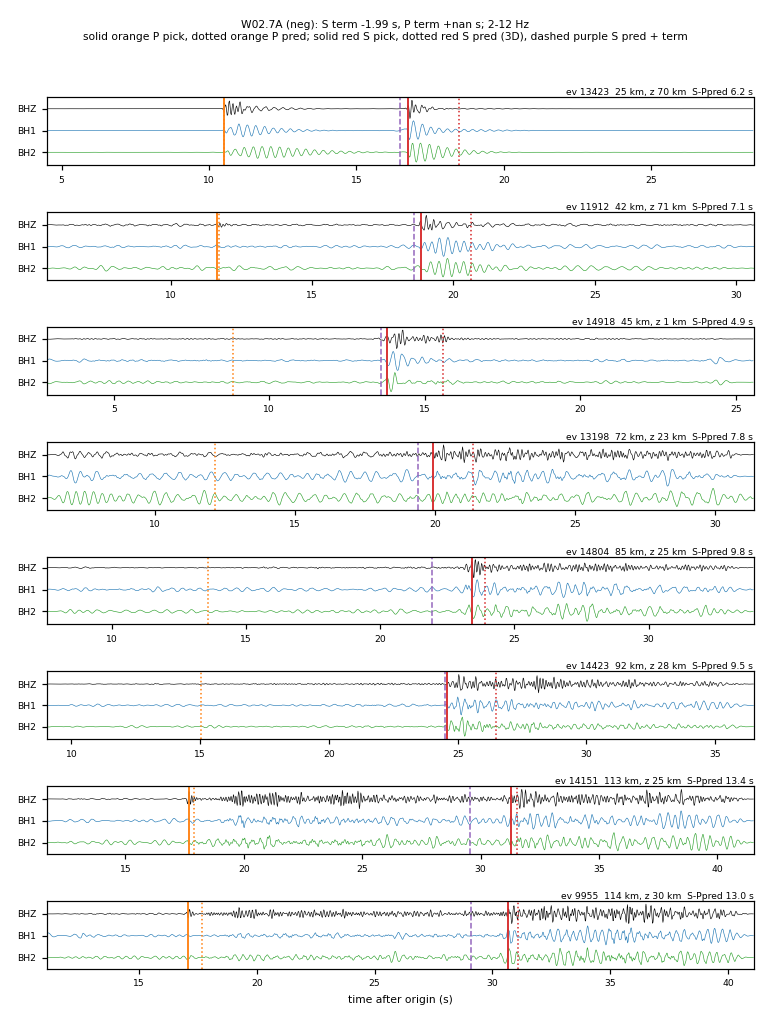 W02.7A (neg): S term -1.99 s, P term +nan s; 2-12 Hz
solid orange P pick, dotted orange P pred; solid red S pick, dotted red S pred (3D), dashed purple S pred + term
ev 13423 25 km, z 70 km S-Ppred 6.2 s
BHZ
BH1
BH2
5 10 15 20 25
ev 11912 42 km, z 71 km S-Ppred 7.1 s
BHZ
BH1
BH2
10 15 20 25 30
ev 14918 45 km, z 1 km S-Ppred 4.9 s
BHZ
BH1
BH2
5 10 15 20 25
ev 13198 72 km, z 23 km S-Ppred 7.8 s
BHZ
BH1
BH2
10 15 20 25 30
ev 14804 85 km, z 25 km S-Ppred 9.8 s
BHZ
BH1
BH2
10 15 20 25 30
ev 14423 92 km, z 28 km S-Ppred 9.5 s
BHZ
BH1
BH2
10 15 20 25 30 35
ev 14151 113 km, z 25 km S-Ppred 13.4 s
BHZ
BH1
BH2
15 20 25 30 35 40
ev 9955 114 km, z 30 km S-Ppred 13.0 s
BHZ
BH1
BH2
15 20 25 30 35 40
time after origin (s)